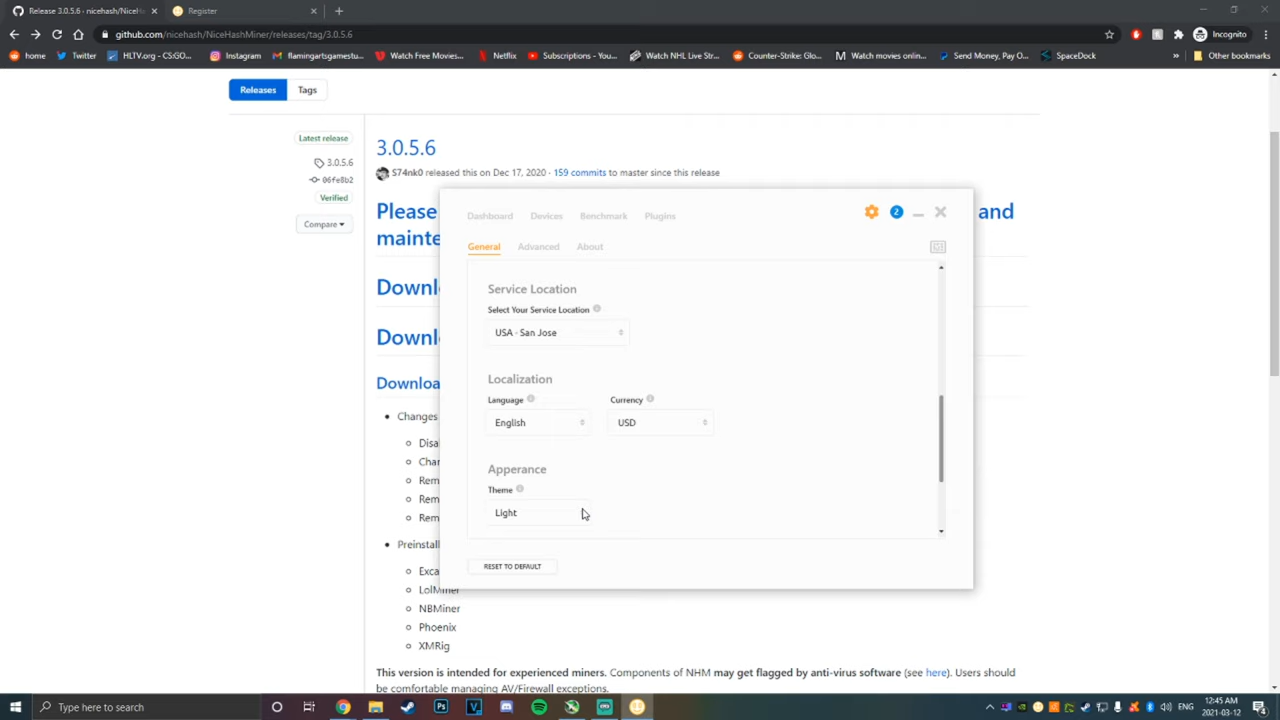 Release 3.0.5.6 · nicehash/NiceHa
Register
github.com/nicehash/NiceHashMiner/releases/tag/3.0.5.6
Incognito
home
Twitter
HLTV.org - CS:GO...
Instagram
flamingartsgamestu...
Watch Free Movies...
Netflix
Subscriptions - You...
Watch NHL Live Str...
Counter-Strike: Glo...
Watch movies onlin...
Send Money, Pay O...
SpaceDock
»
Other bookmarks
Releases
Tags
Latest release
3.0.5.6
06fe8b2
Verified
Compare
3.0.5.6
S74nk0 released this on Dec 17, 2020 · 159 commits to master since this release
Please
and
mainte
Downl
Downl
Downloa
Changes
Disa
Char
Rem
Rem
Rem
Preinstall
Exca
LolMiner
NBMiner
Phoenix
XMRig
This version is intended for experienced miners. Components of NHM may get flagged by anti-virus software (see here). Users should
be comfortable managing AV/Firewall exceptions.
Dashboard
Devices
Benchmark
Plugins
2
General
Advanced
About
Service Location
Select Your Service Location
USA - San Jose
Localization
Language
Currency
English
USD
Apperance
Theme
Light
RESET TO DEFAULT
Type here to search
ENG
12:45 AM
2021-03-12